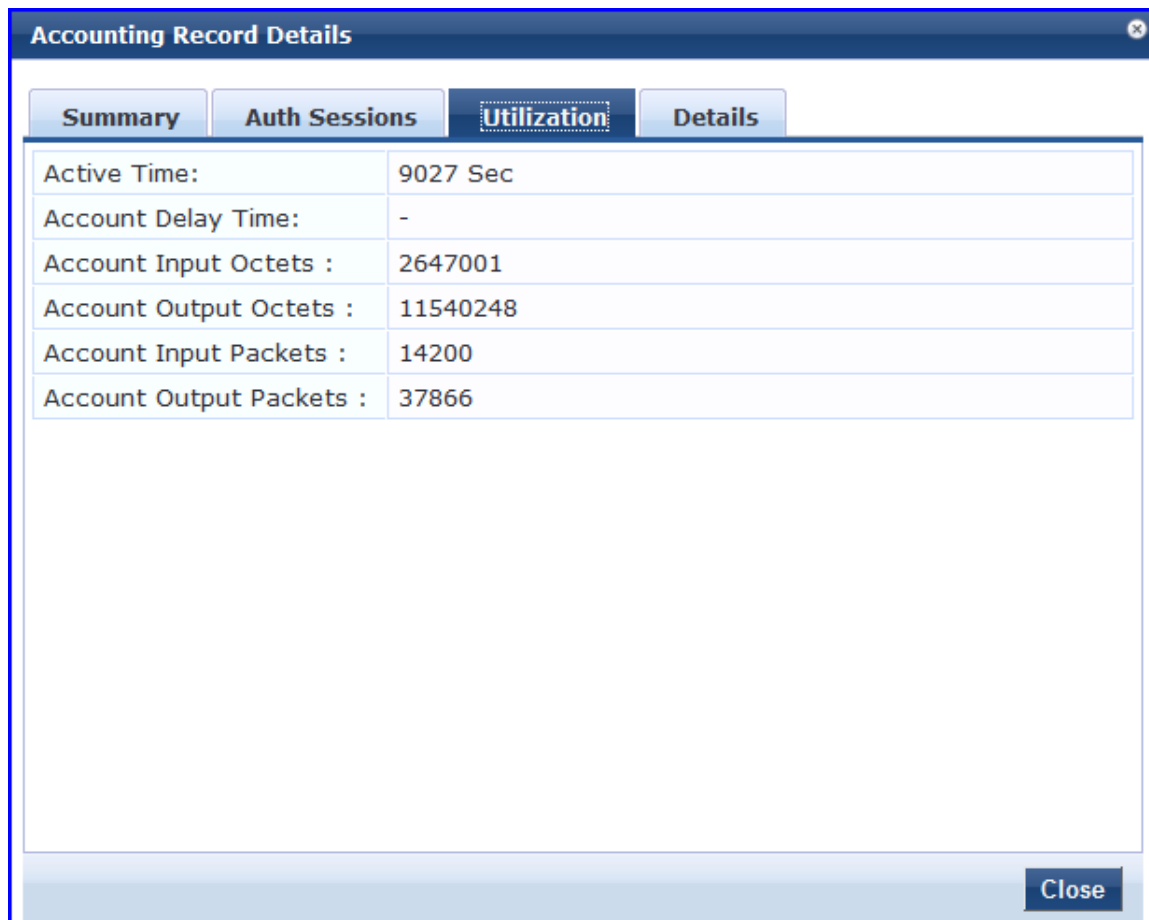 Accounting Record Details
Summary Auth Sessions Utilization Details
Active Time: 9027 Sec
Account Delay Time: -
Account Input Octets : 2647001
Account Output Octets : 11540248
Account Input Packets : 14200
Account Output Packets : 37866
Close